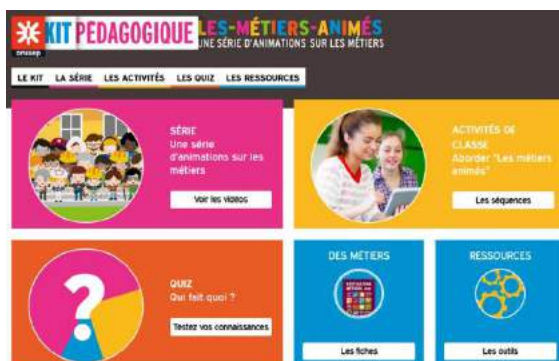 onisep
KIT PÉDAGOGIQUE
LES-MÉTIERS-ANIMÉS
UNE SÉRIE D'ANIMATIONS SUR LES MÉTIERS
LE KIT LA SÉRIE LES ACTIVITÉS LES QUIZ LES RESSOURCES
SÉRIE
Une série
d'animations sur les
métiers
Voir les vidéos
ACTIVITÉS DE
CLASSE
Aborder "Les métiers
animés"
Les séquences
QUIZ
Qui fait quoi ?
Testez vos connaissances
DES MÉTIERS
Les fiches
RESSOURCES
Les outils